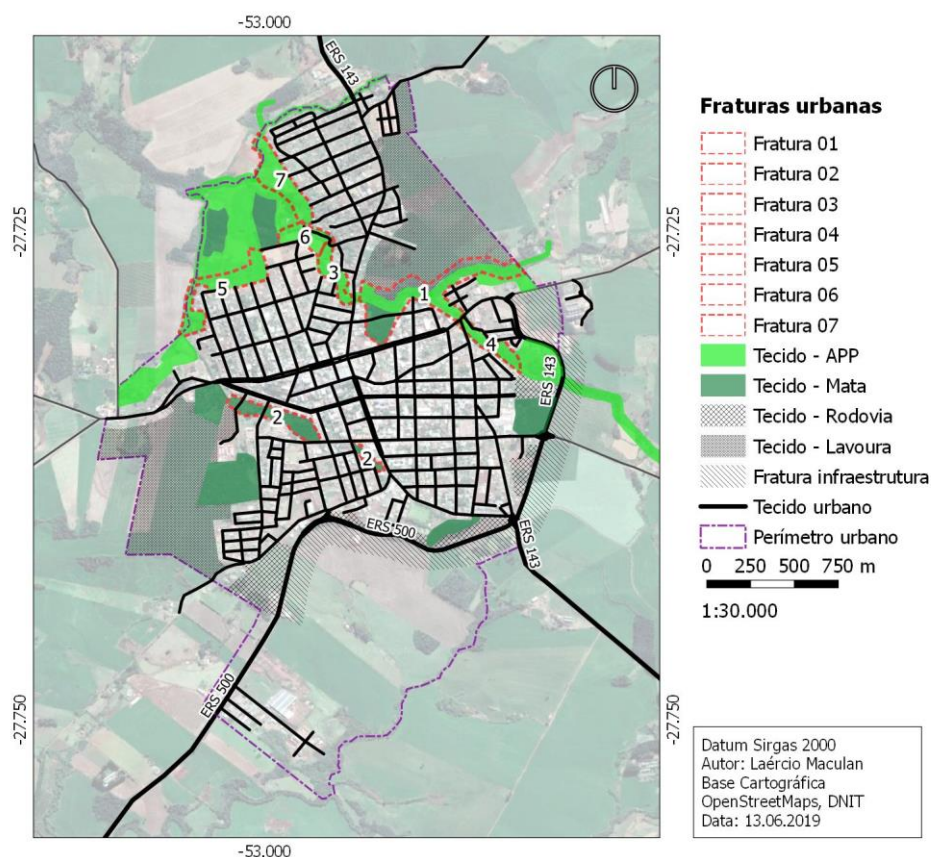 -53.000
ERS 143
-27.725
-27.725
7
6
3
5
1
4
ERS 143
2
2
ERS 500
ERS 143
ERS 500
-27.750
-27.750
-53.000
Fraturas urbanas
Fratura 01
Fratura 02
Fratura 03
Fratura 04
Fratura 05
Fratura 06
Fratura 07
Tecido - APP
Tecido - Mata
Tecido - Rodovia
Tecido - Lavoura
Fratura infraestrutura
Tecido urbano
Perímetro urbano
0 250 500 750 m
1:30.000
Datum Sirgas 2000
Autor: Laércio Maculan
Base Cartográfica
OpenStreetMaps, DNIT
Data: 13.06.2019